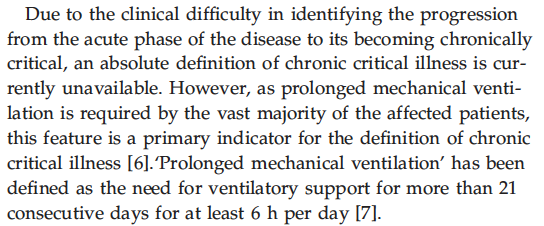 Due to the clinical difficulty in identifying the progression
from the acute phase of the disease to its becoming chronically
critical, an absolute definition of chronic critical illness is cur-
rently unavailable. However, as prolonged mechanical venti-
lation is required by the vast majority of the affected patients,
this feature is a primary indicator for the definition of chronic
critical illness [6].‘Prolonged mechanical ventilation’ has been
defined as the need for ventilatory support for more than 21
consecutive days for at least 6 h per day [7].